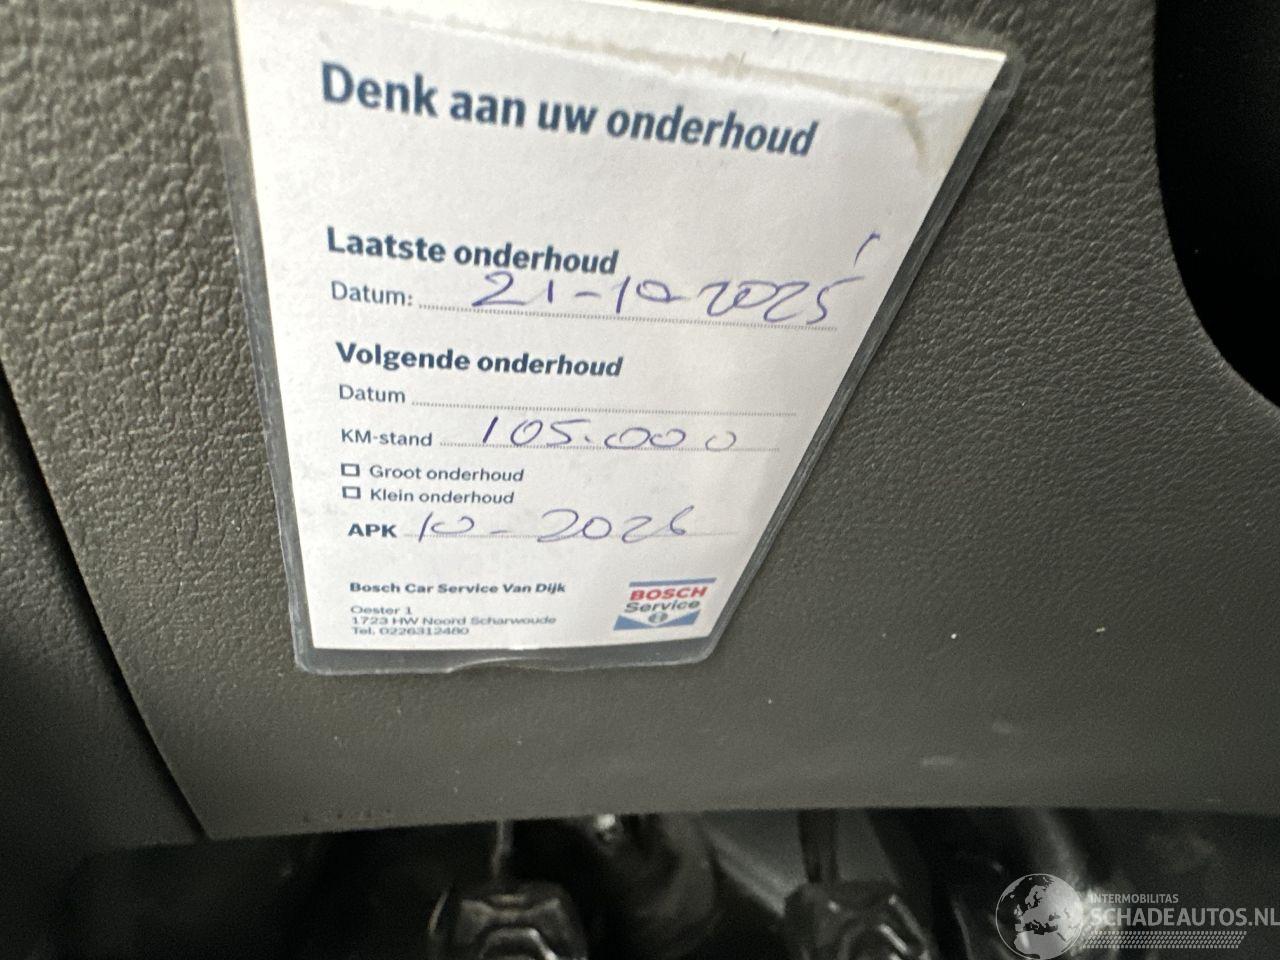 Denk aan uw onderhoud
Laatste onderhoud
Datum: 21-10-2025
Volgende onderhoud
Datum
KM-stand 105.000
Groot onderhoud
Klein onderhoud
APK 10-2026
Bosch Car Service Van Dijk
Oester 1
1723 HW Noord Scharwoude
Tel. 0226312480
BOSCH
Service
INTERMOBILITAS
SCHADEAUTOS.NL